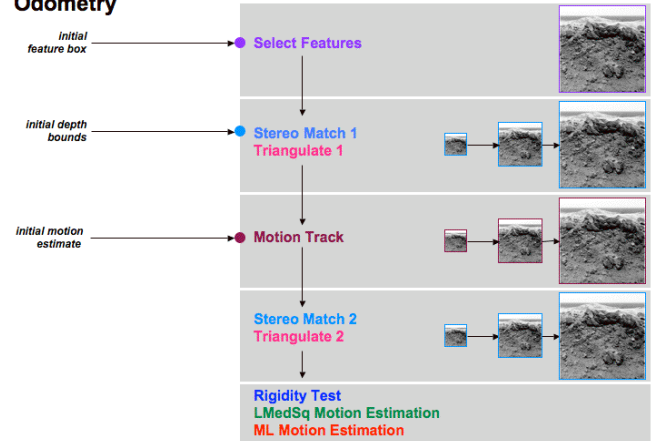 Odometry
initial
feature box
Select Features
initial depth
bounds
Stereo Match 1
Triangulate 1
initial motion
estimate
Motion Track
Stereo Match 2
Triangulate 2
Rigidity Test
LMedSq Motion Estimation
ML Motion Estimation